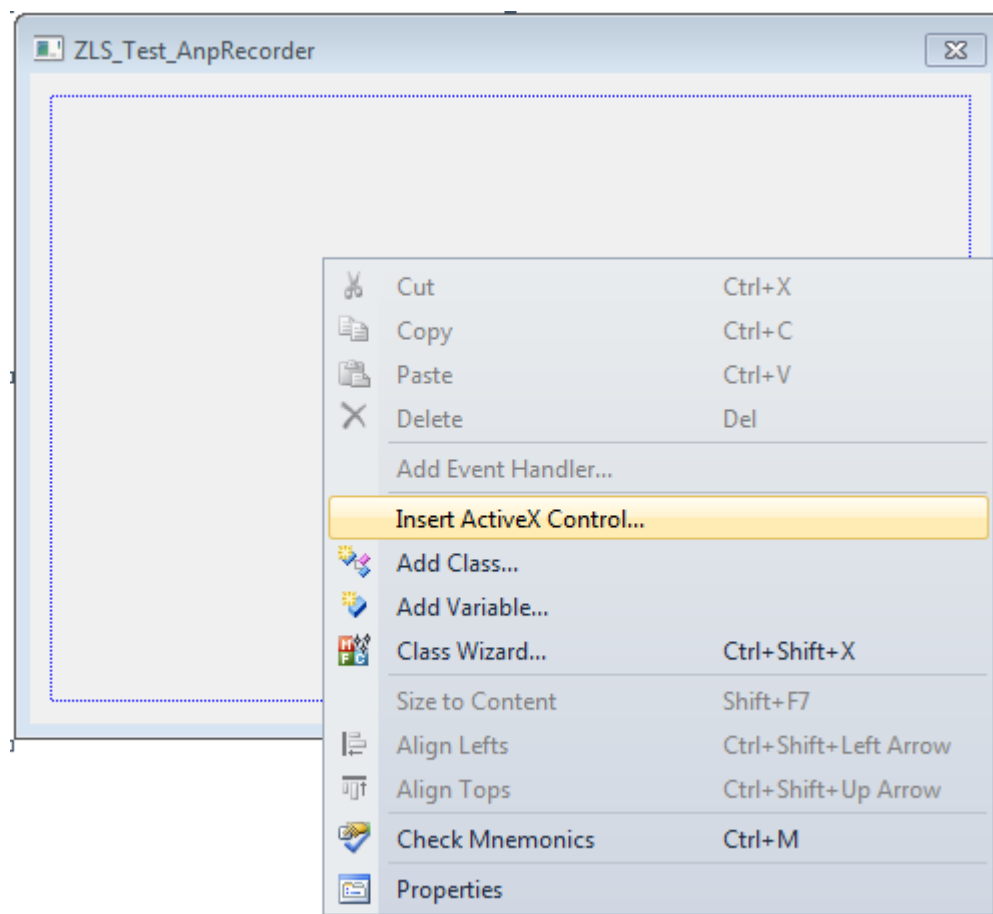 ZLS_Test_AnpRecorder
Cut Ctrl+X
Copy Ctrl+C
Paste Ctrl+V
Delete Del
Add Event Handler...
Insert ActiveX Control...
Add Class...
Add Variable...
Class Wizard... Ctrl+Shift+X
Size to Content Shift+F7
Align Lefts Ctrl+Shift+Left Arrow
Align Tops Ctrl+Shift+Up Arrow
Check Mnemonics Ctrl+M
Properties